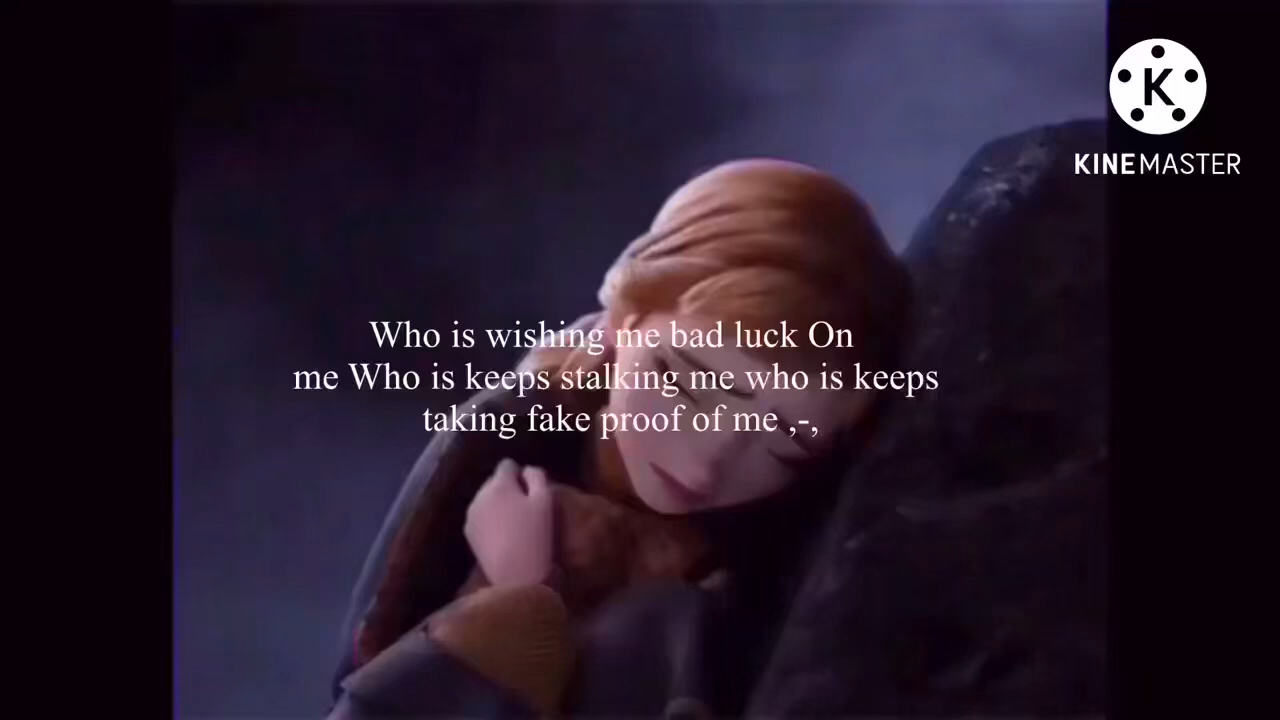 Who is wishing me bad luck On
me Who is keeps stalking me who is keeps
taking fake proof of me ,-,
K
KINEMASTER